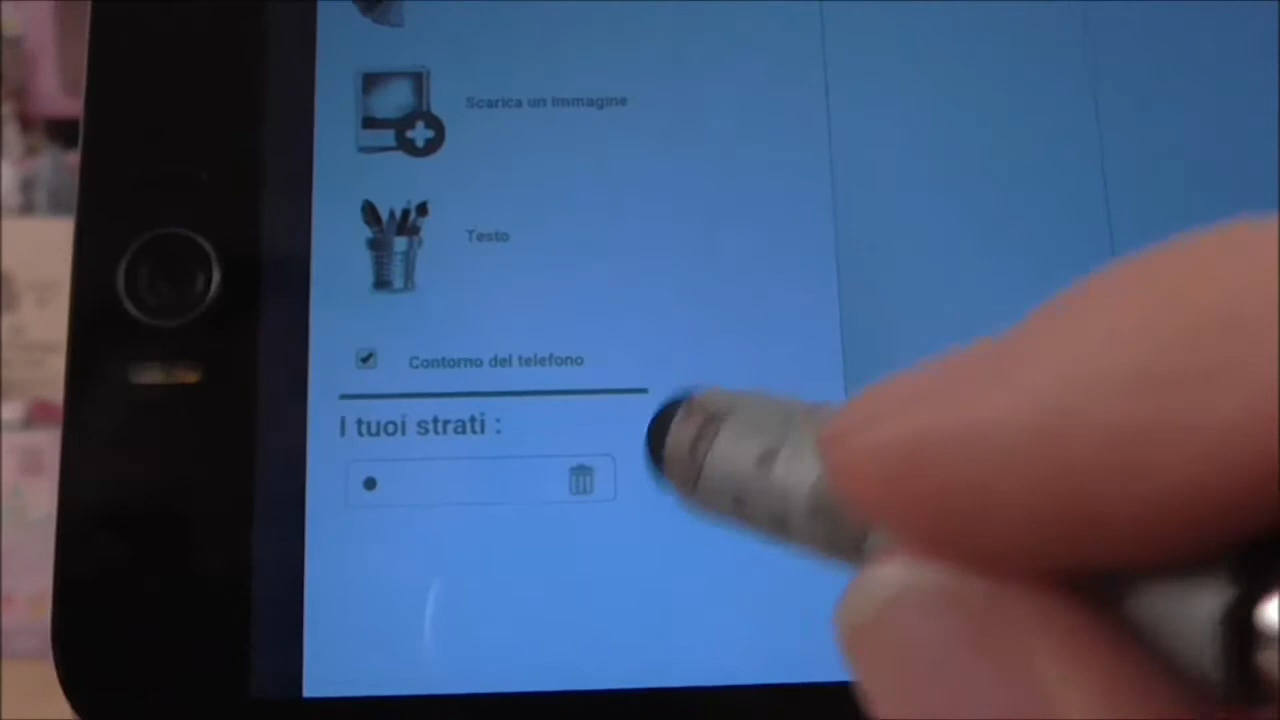 Scarica un immagine
Testo
Contorno del telefono
I tuoi strati :